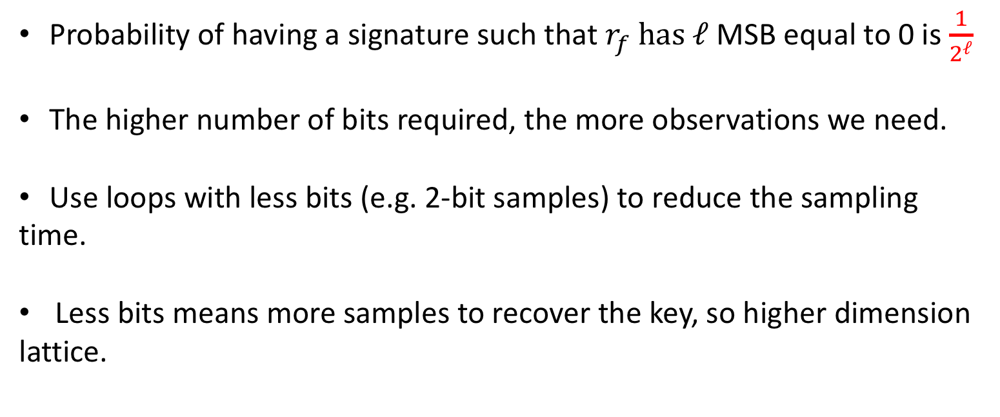 • Probability of having a signature such that $r_f$ has ℓ MSB equal to 0 is $\frac{1}{2^ℓ}$
• The higher number of bits required, the more observations we need.
• Use loops with less bits (e.g. 2-bit samples) to reduce the sampling
time.
• Less bits means more samples to recover the key, so higher dimension
lattice.